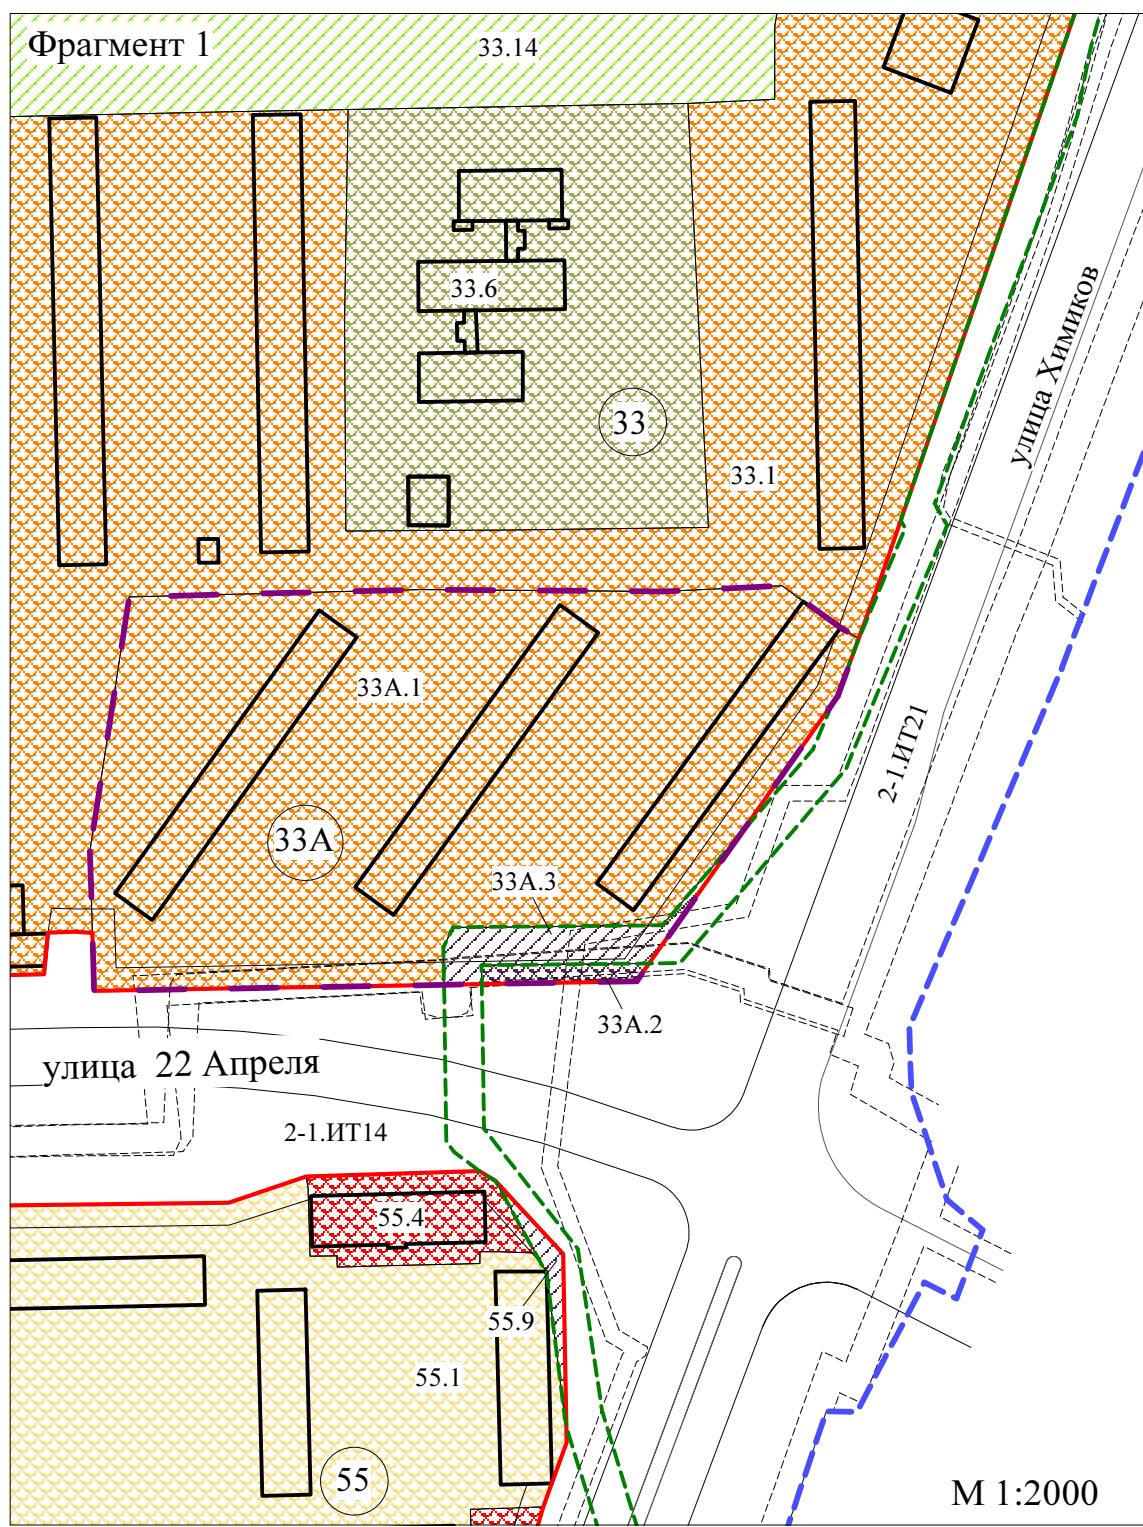 Фрагмент 1
33.14
33.6
33
33.1
улица Химиков
33А.1
2-1.ИТ21
33А
33А.3
33А.2
улица 22 Апреля
2-1.ИТ14
55.4
55.9
55.1
55
М 1:2000